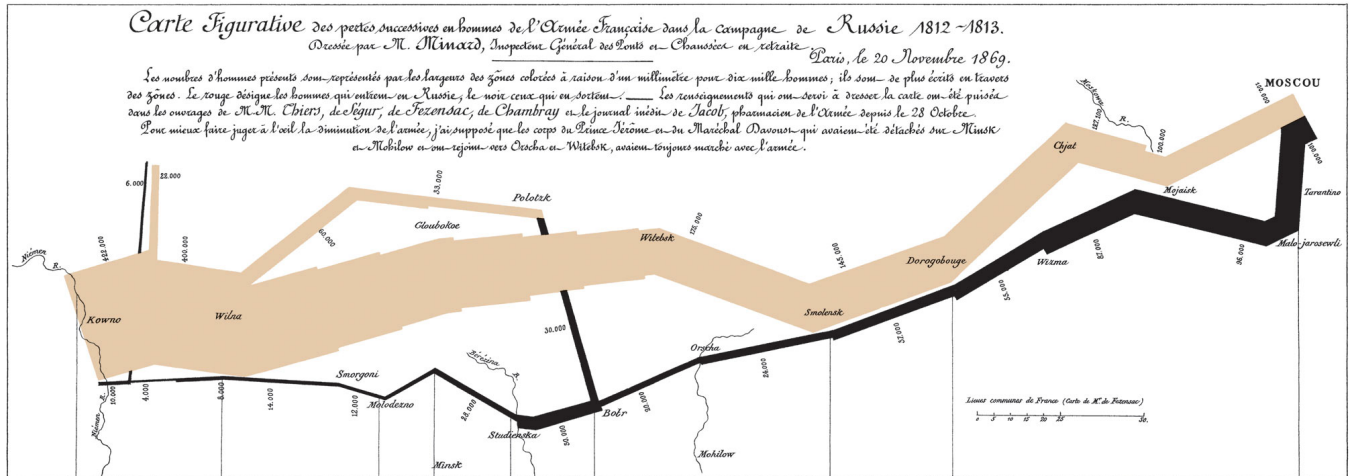 Carte Figurative des pertes successives en hommes de l'Armée Française dans la campagne de Russie 1812-1813.
Dressée par M. Minard, Inspecteur Général des Ponts et Chaussées en retraite.
Paris, le 20 Novembre 1869.
Les nombres d'hommes présents sont représentés par les largeurs des zônes colorées à raison d'un millimètre pour dix mille hommes; ils sont de plus écrits en travers
des zônes. Le rouge désigne les hommes qui entrent en Russie, le noir ceux qui en sortent. — Les renseignements qui ont servi à dresser la carte ont été puisés
dans les ouvrages de M.M. Thiers, de Ségur, de Fezensac, de Chambray et le journal inédit de Jacob, pharmacien de l'Armée depuis le 28 Octobre.
Pour mieux faire juger à l'œil la diminution de l'armée, j'ai supposé que les corps du Prince Jérôme et du Maréchal Davoust qui avaient été détachés sur Minsk
et Mohilow et ont rejoint vers Orscha et Witebsk, avaient toujours marché avec l'armée.
MOSCOU
100.000
100.000
Moskowa
R.
127.100
100.000
Chjat
Mojaisk
Tarantino
Malo-jarosewli
6.000
22.000
33.000
Polotzk
60.000
Gloubokoe
Witebsk
175.000
145.000
Dorogobouge
Wizma
87.000
96.000
Niémen
R.
422.000
400.000
Kowno
Wilna
Smolensk
55.000
37.000
30.000
Orscha
24.000
Bérézina
R.
Smorgoni
Molodezno
10.000
4.000
8.000
14.000
12.000
28.000
Studienska
50.000
Bobr
20.000
Niémen
R.
Minsk
Mohilow
Lieues communes de France (Carte de M. de Fezensac)
0 5 10 15 20 25 50.